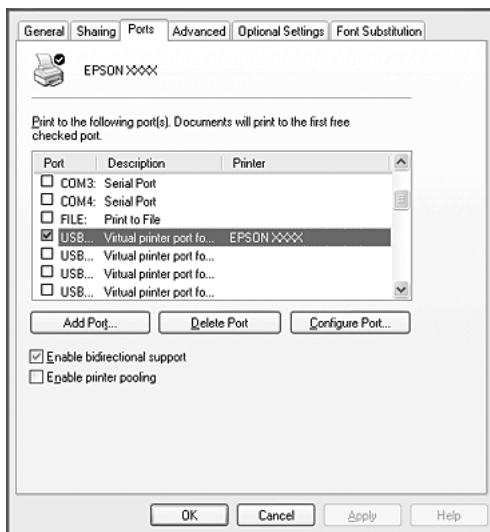 General Sharing Ports Advanced Optional Settings Font Substitution
EPSON XXXX
Print to the following port(s). Documents will print to the first free
checked port.
Port Description Printer
COM3: Serial Port
COM4: Serial Port
FILE: Print to File
USB... Virtual printer port fo... EPSON XXXX
USB... Virtual printer port fo...
USB... Virtual printer port fo...
USB... Virtual printer port fo...
Add Port... Delete Port Configure Port...
Enable bidirectional support
Enable printer pooling
OK Cancel Apply Help